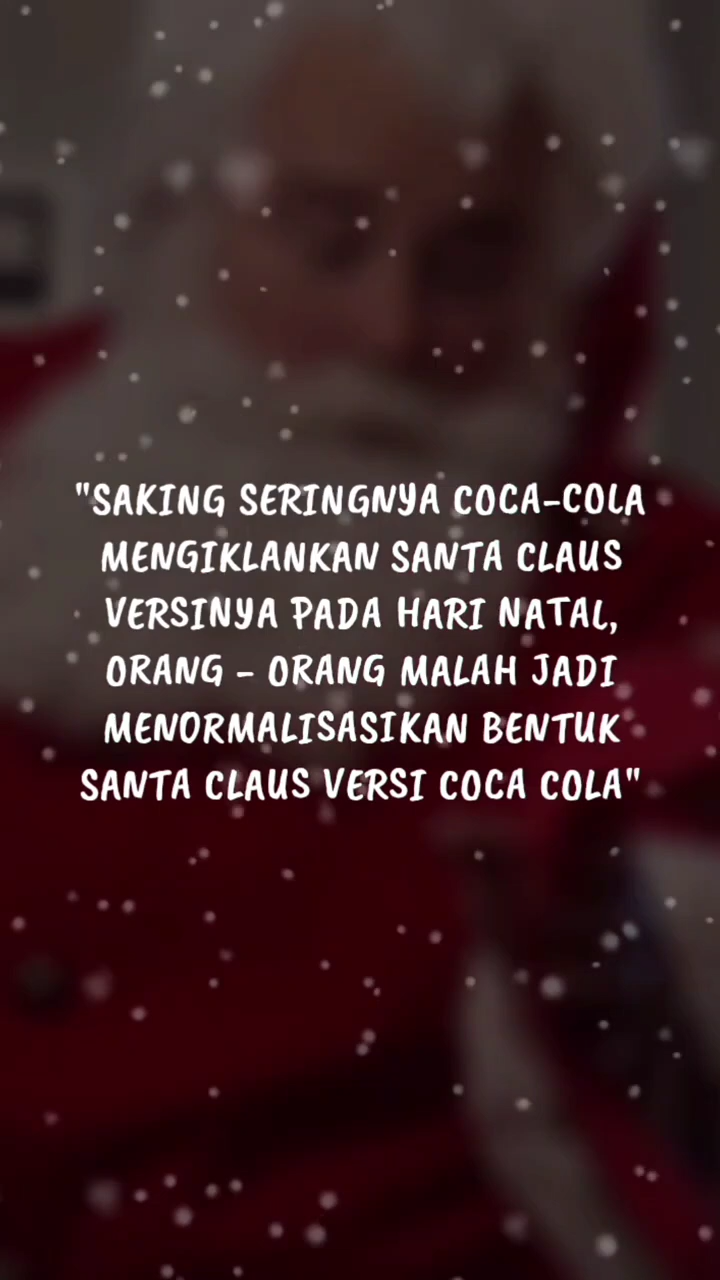 "SAKING SERINGNYA COCA-COLA
MENGIKLANKAN SANTA CLAUS
VERSINYA PADA HARI NATAL,
ORANG - ORANG MALAH JADI
MENORMALISASIKAN BENTUK
SANTA CLAUS VERSI COCA COLA"